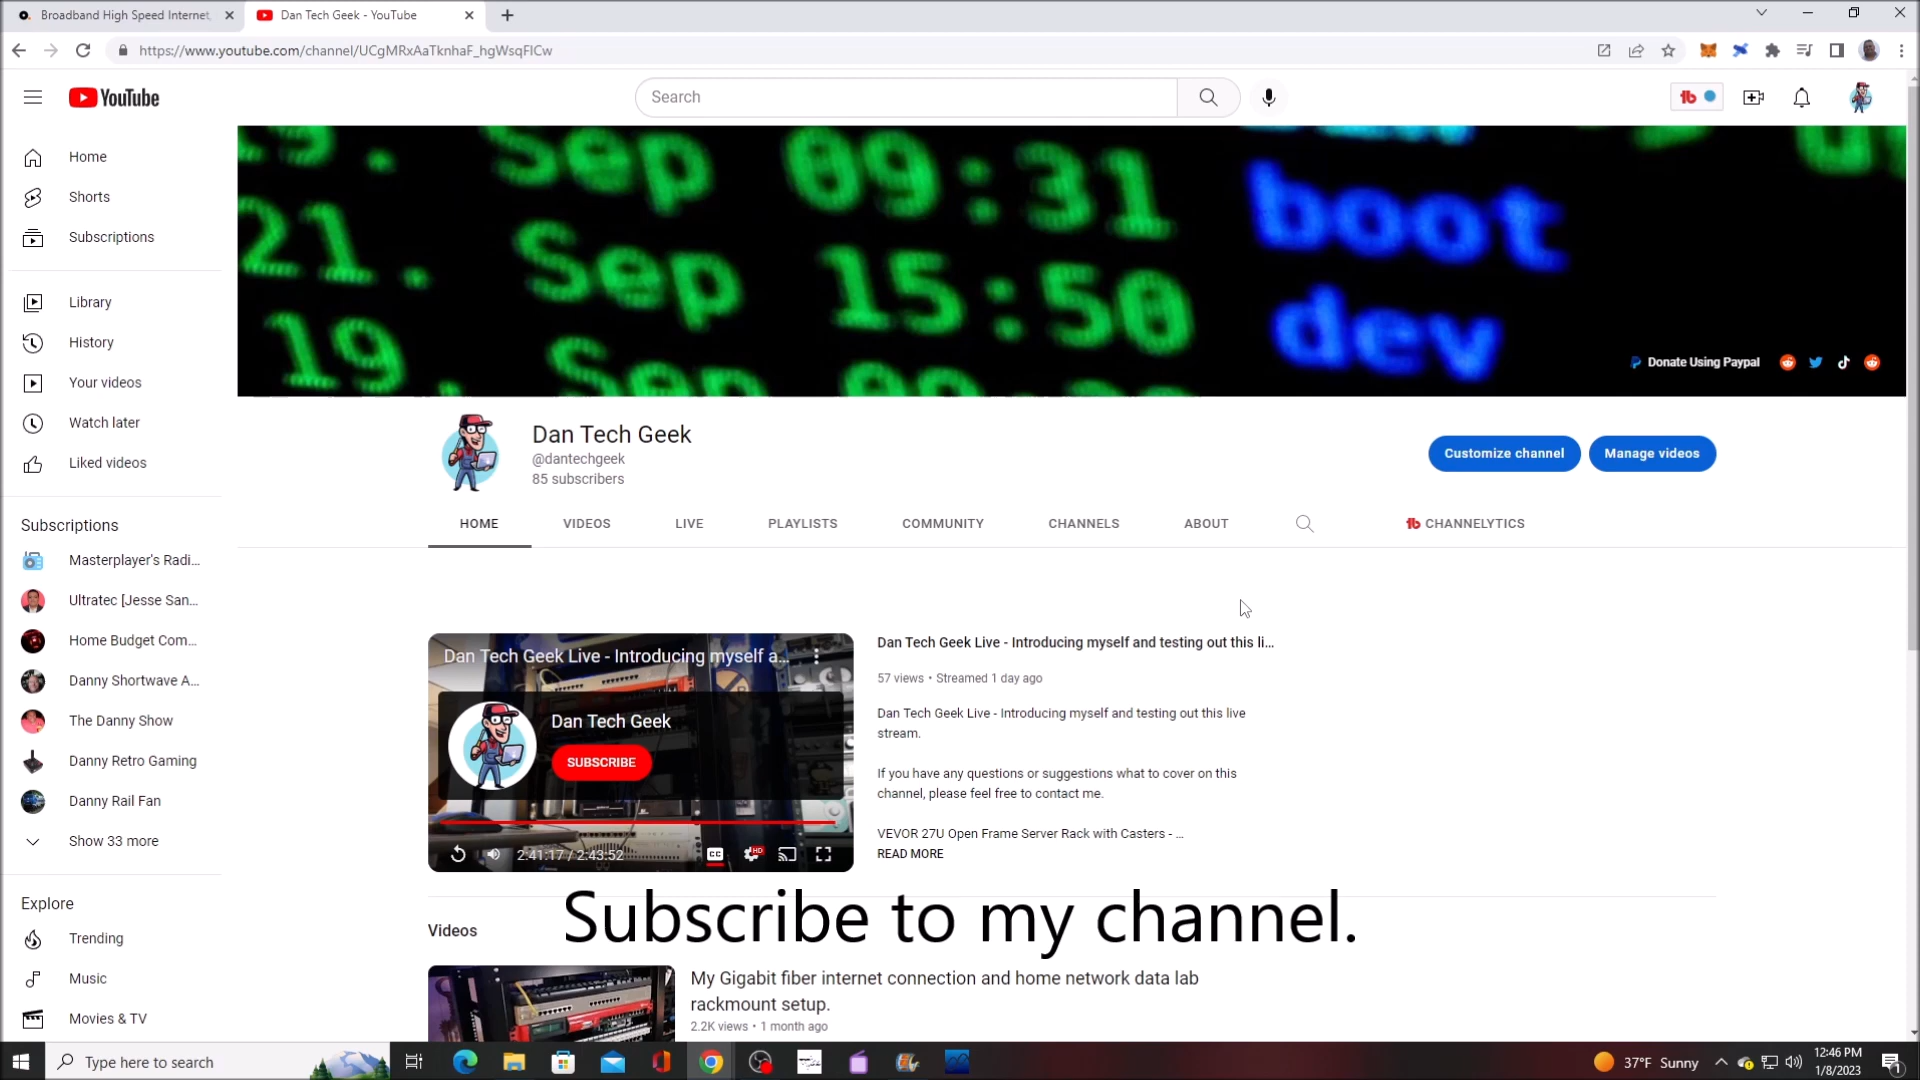 Broadband High Speed Internet,
Dan Tech Geek - YouTube
https://www.youtube.com/channel/UCgMRxAaTknhaF_hgWsqFICw
YouTube
Search
Home
Shorts
Subscriptions
Library
History
Your videos
Watch later
Liked videos
Subscriptions
Masterplayer's Radi...
Ultratec [Jesse San...
Home Budget Com...
Danny Shortwave A...
The Danny Show
Danny Retro Gaming
Danny Rail Fan
Show 33 more
Explore
Trending
Music
Movies & TV
Sep 09:31 boot
21. Sep 15:50 dev
19. Sep
Donate Using Paypal
Dan Tech Geek
@dantechgeek
85 subscribers
Customize channel
Manage videos
HOME
VIDEOS
LIVE
PLAYLISTS
COMMUNITY
CHANNELS
ABOUT
CHANNELYTICS
Dan Tech Geek Live - Introducing myself a...
Dan Tech Geek
SUBSCRIBE
2:41:17 / 2:43:52
CC
HD
Dan Tech Geek Live - Introducing myself and testing out this li...
57 views • Streamed 1 day ago
Dan Tech Geek Live - Introducing myself and testing out this live
stream.
If you have any questions or suggestions what to cover on this
channel, please feel free to contact me.
VEVOR 27U Open Frame Server Rack with Casters - ...
READ MORE
Subscribe to my channel.
Videos
My Gigabit fiber internet connection and home network data lab
rackmount setup.
2.2K views • 1 month ago
Type here to search
37°F Sunny
12:46 PM
1/8/2023
1